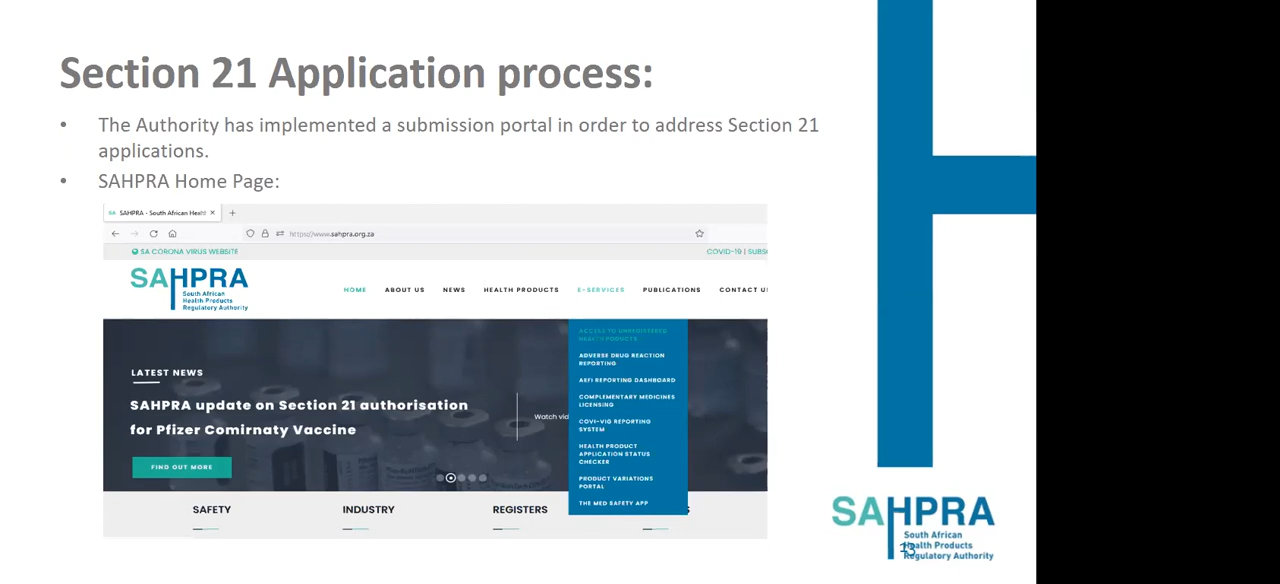 Section 21 Application process:
• The Authority has implemented a submission portal in order to address Section 21
applications.
• SAHPRA Home Page:
SA SAHPRA - South African Healt × +
https://www.sahpra.org.za
SA CORONA VIRUS WEBSITE
COVID-19 | SUBS
SAHPRA
South African
Health Products
Regulatory Authority
HOME ABOUT US NEWS HEALTH PRODUCTS E-SERVICES PUBLICATIONS CONTACT U
ACCESS TO UNREGISTERED
HEALTH PODUCTS
ADVERSE DRUG REACTION
REPORTING
AEFI REPORTING DASHBOARD
COMPLEMENTARY MEDICINES
LICENSING
COVI-VIG REPORTING
SYSTEM
HEALTH PRODUCT
APPLICATION STATUS
CHECKER
PRODUCT VARIATIONS
PORTAL
THE MED SAFETY APP
LATEST NEWS
SAHPRA update on Section 21 authorisation
for Pfizer Comirnaty Vaccine
Watch vid
FIND OUT MORE
SAFETY INDUSTRY REGISTERS S
SAHPRA
South African
Health Products
Regulatory Authority
13